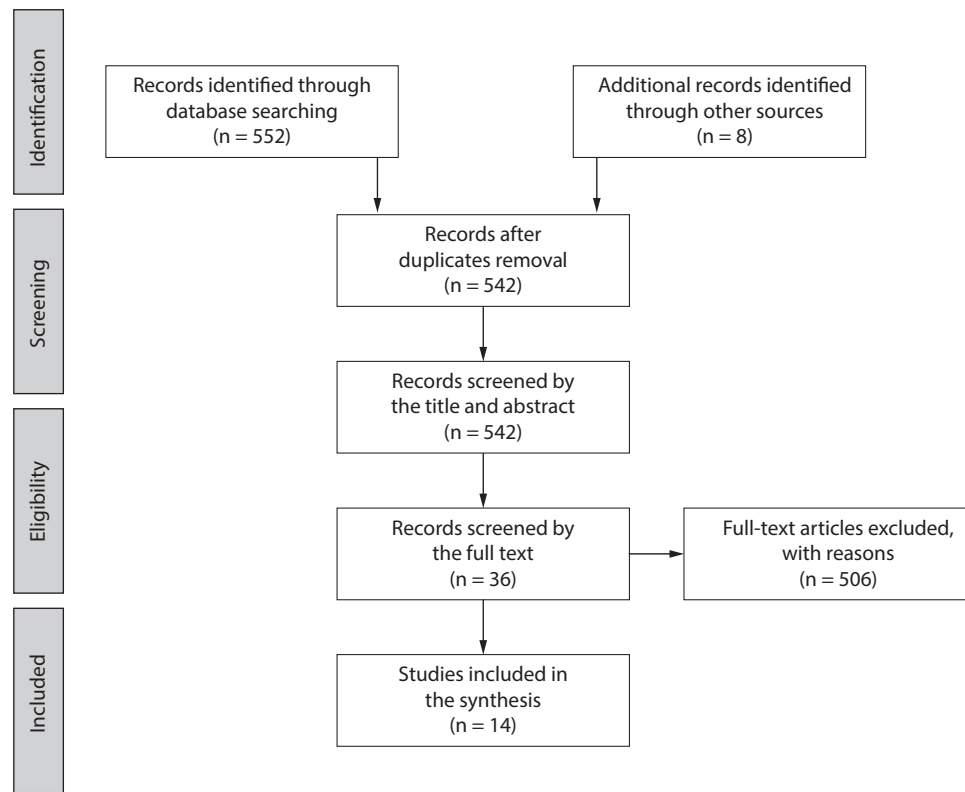 Identification
Records identified through
database searching
(n = 552)
Additional records identified
through other sources
(n = 8)
Screening
Records after
duplicates removal
(n = 542)
Records screened by
the title and abstract
(n = 542)
Eligibility
Records screened by
the full text
(n = 36)
Full-text articles excluded,
with reasons
(n = 506)
Included
Studies included in
the synthesis
(n = 14)